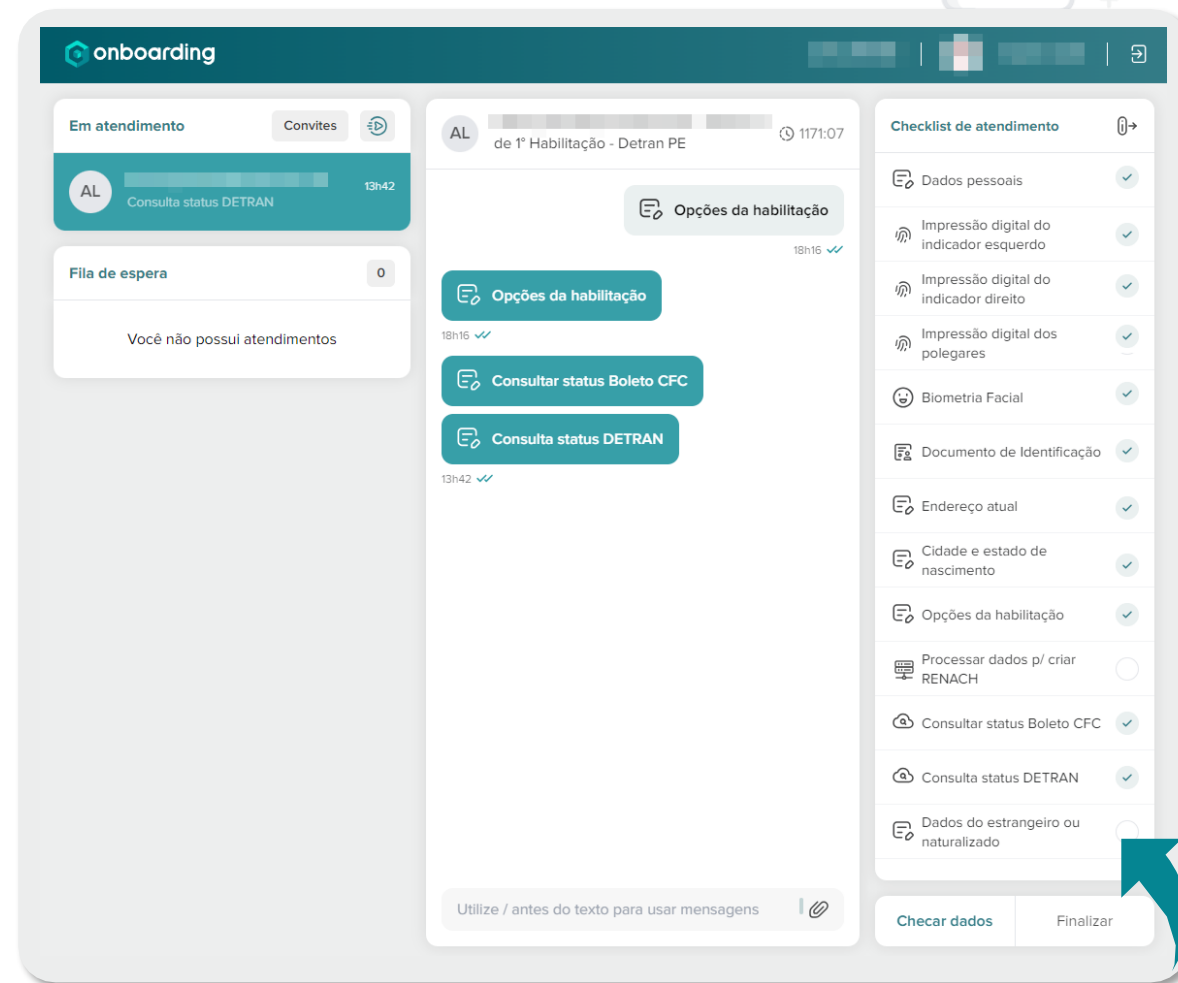 onboarding
Em atendimento
Convites
AL
13h42
Consulta status DETRAN
Fila de espera
0
Você não possui atendimentos
AL
de 1° Habilitação - Detran PE
1171:07
Opções da habilitação
18h16
Opções da habilitação
18h16
Consultar status Boleto CFC
Consulta status DETRAN
13h42
Utilize / antes do texto para usar mensagens
Checklist de atendimento
Dados pessoais
Impressão digital do
indicador esquerdo
Impressão digital do
indicador direito
Impressão digital dos
polegares
Biometria Facial
Documento de Identificação
Endereço atual
Cidade e estado de
nascimento
Opções da habilitação
Processar dados p/ criar
RENACH
Consultar status Boleto CFC
Consulta status DETRAN
Dados do estrangeiro ou
naturalizado
Checar dados
Finalizar